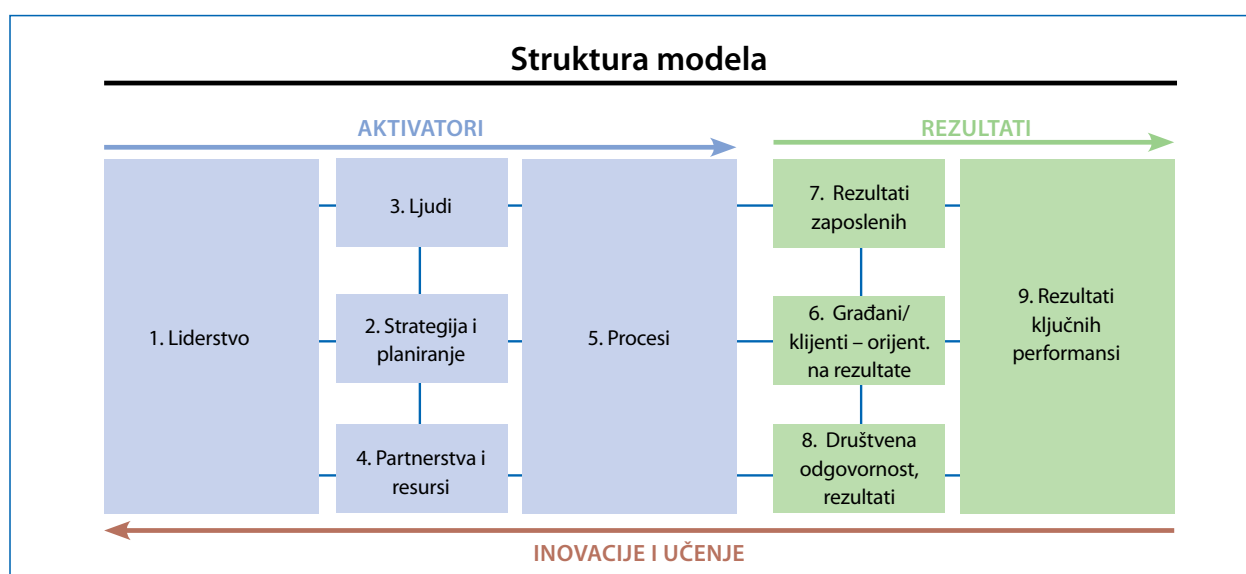 Struktura modela
AKTIVATORI
REZULTATI
1. Liderstvo
3. Ljudi
2. Strategija i
planiranje
4. Partnerstva i
resursi
5. Procesi
7. Rezultati
zaposlenih
6. Građani/
klijenti – orijent.
na rezultate
8. Društvena
odgovornost,
rezultati
9. Rezultati
ključnih
performansi
INOVACIJE I UČENJE